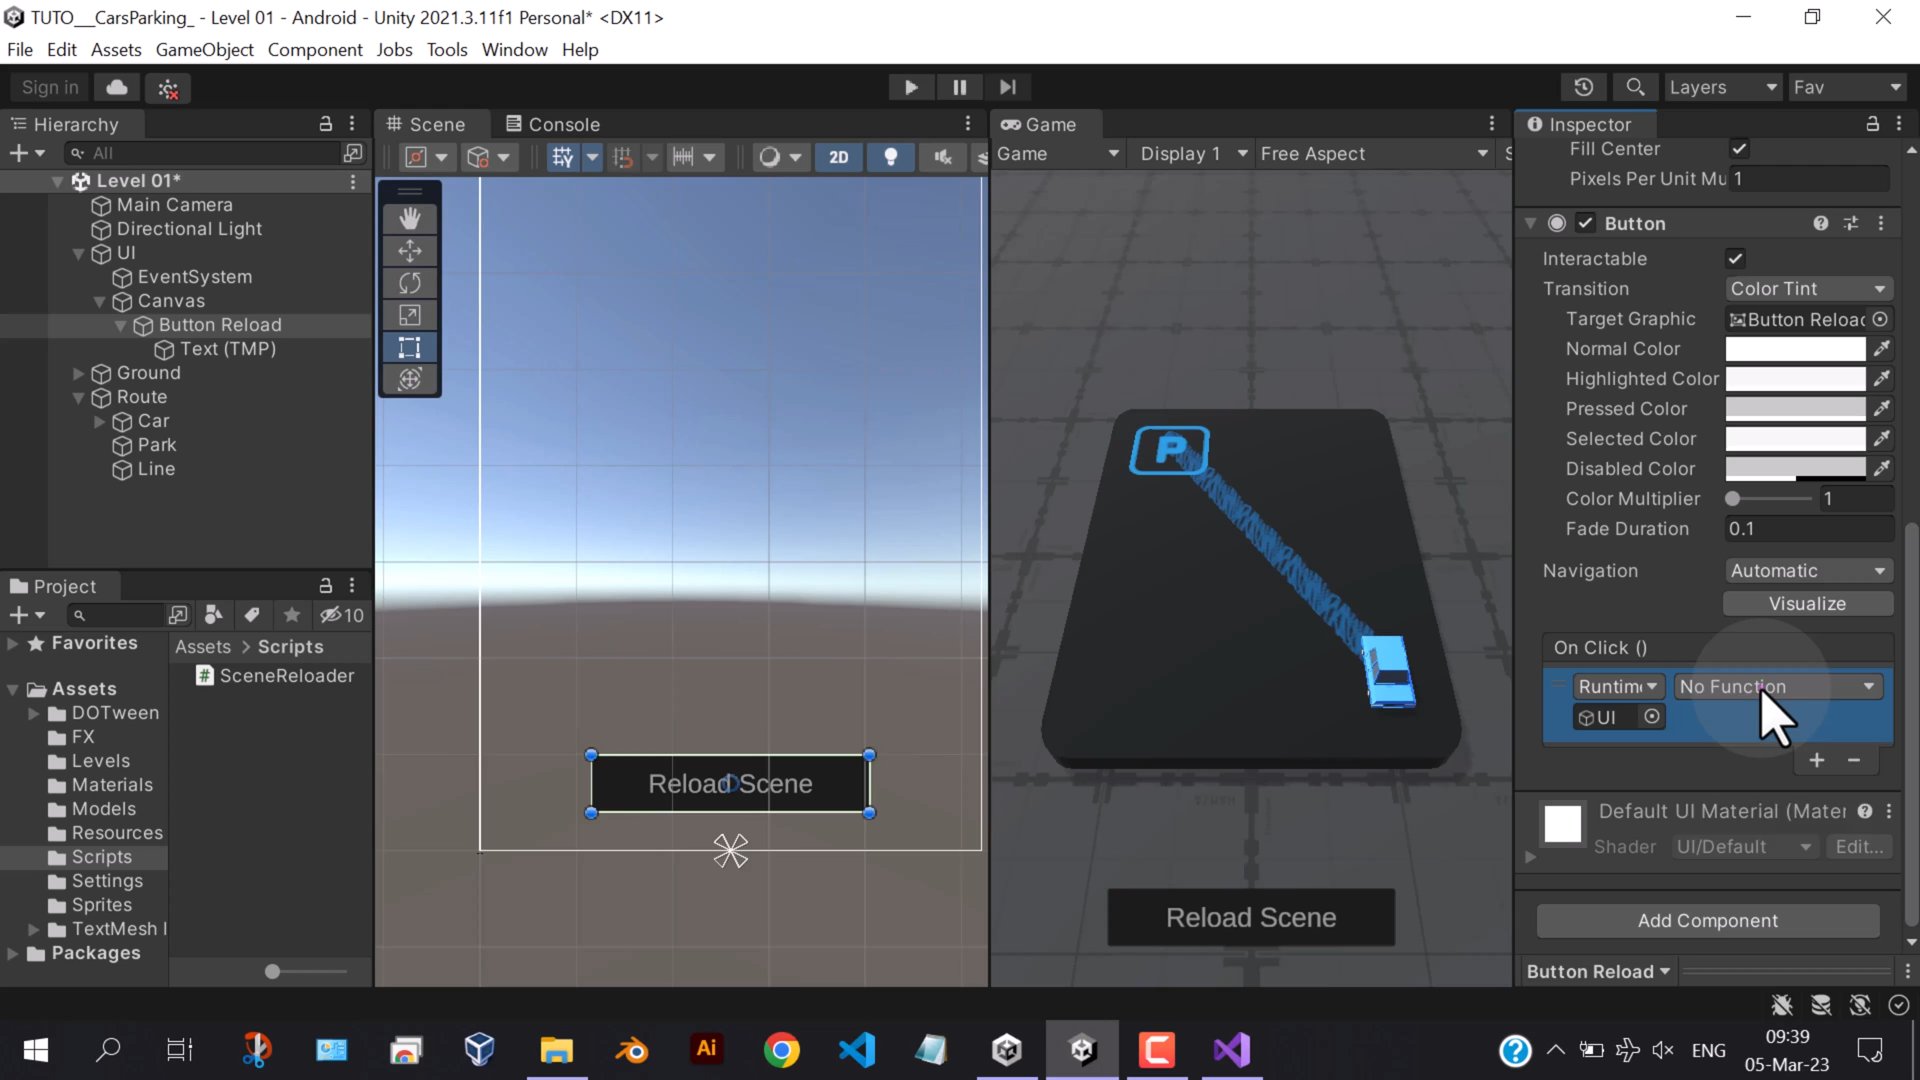 TUTO__CarsParking_ - Level 01 - Android - Unity 2021.3.11f1 Personal* <DX11>
File Edit Assets GameObject Component Jobs Tools Window Help
Sign in
Layers
Fav
Hierarchy
All
Level 01*
Main Camera
Directional Light
UI
EventSystem
Canvas
Button Reload
Text (TMP)
Ground
Route
Car
Park
Line
Project
10
Favorites
Assets
DOTween
FX
Levels
Materials
Models
Resources
Scripts
Settings
Sprites
TextMesh
Packages
Assets > Scripts
SceneReloader
Scene
Console
2D
Reload Scene
Game
Game
Display 1
Free Aspect
P
Reload Scene
Inspector
Fill Center
Pixels Per Unit Mu 1
Button
Interactable
Transition Color Tint
Target Graphic Button Reload
Normal Color
Highlighted Color
Pressed Color
Selected Color
Disabled Color
Color Multiplier 1
Fade Duration 0.1
Navigation Automatic
Visualize
On Click ()
Runtim No Function
UI
Default UI Material (Mater
Shader UI/Default Edit...
Add Component
Button Reload
Ai
ENG
09:39
05-Mar-23